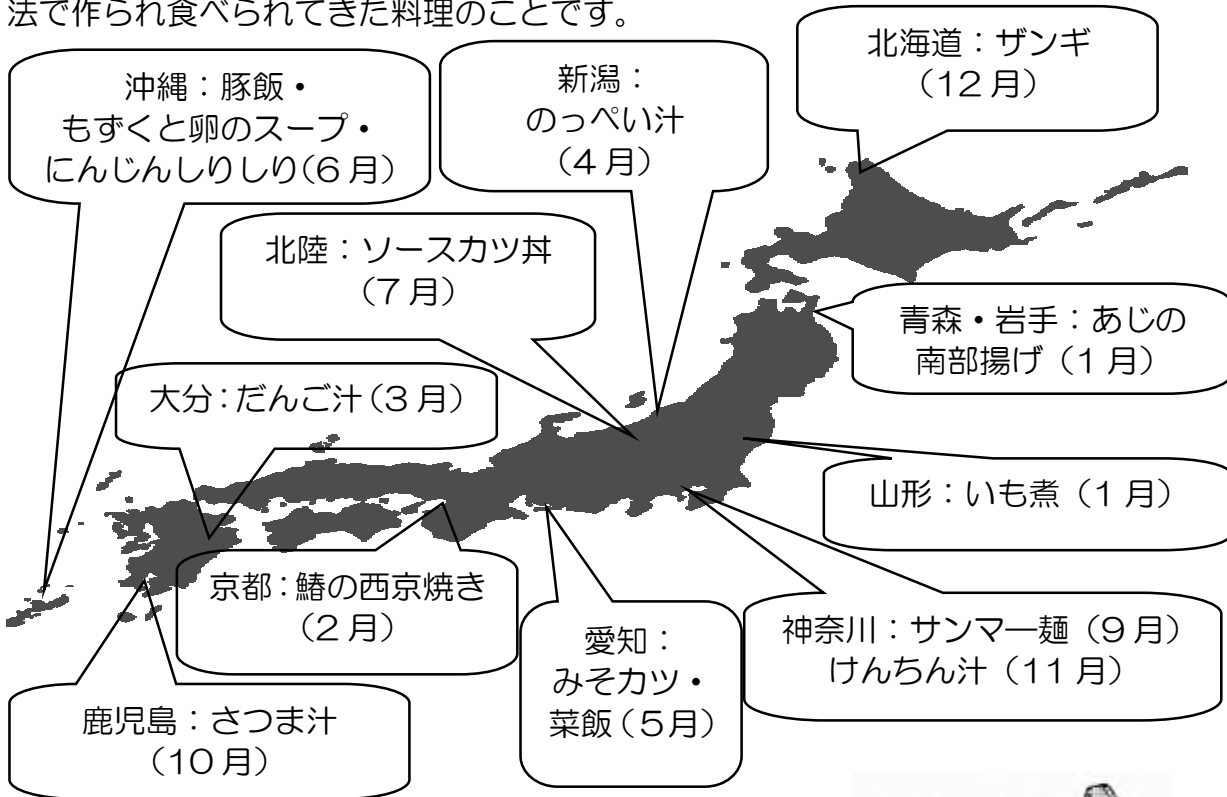 法で作られ食べられてきた料理のことです。
北海道：ザンギ
（12月）
沖縄：豚飯・
もずくと卵のスープ・
にんじんしりしり（6月）
新潟：
のっぺい汁
（4月）
北陸：ソースカツ丼
（7月）
青森・岩手：あじの
南部揚げ（1月）
大分：だんご汁（3月）
山形：いも煮（1月）
京都：鰆の西京焼き
（2月）
愛知：
みそカツ・
菜飯（5月）
神奈川：サンマ―麺（9月）
けんちん汁（11月）
鹿児島：さつま汁
（10月）